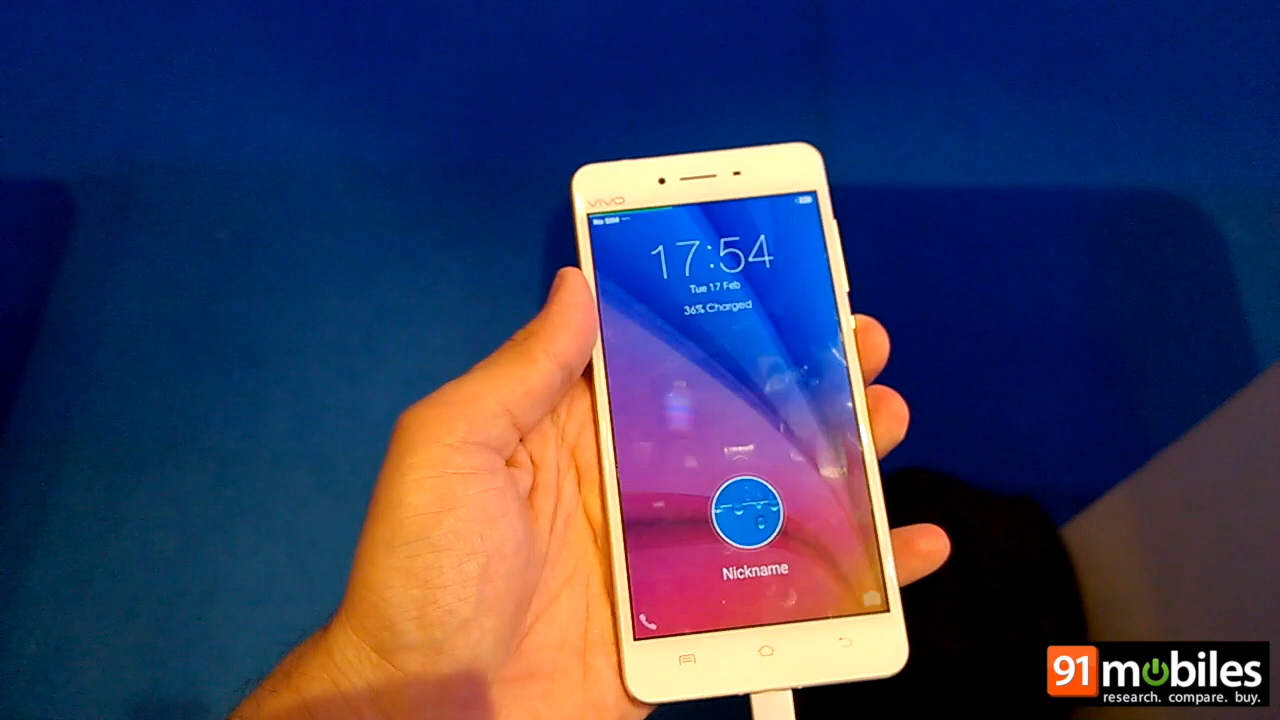 VIVO
No SIM
17:54
Tue 17 Feb
36% Charged
Nickname
91mobiles
research. compare. buy.